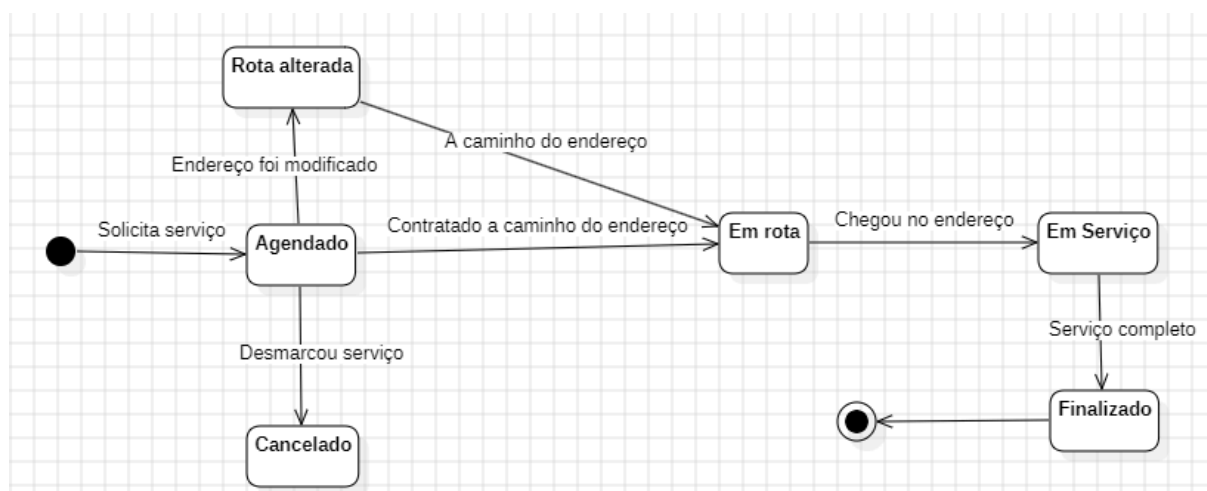 Rota alterada
A caminho do endereço
Endereço foi modificado
Solicita serviço
Agendado
Contratado a caminho do endereço
Em rota
Chegou no endereço
Em Serviço
Desmarcou serviço
Serviço completo
Cancelado
Finalizado